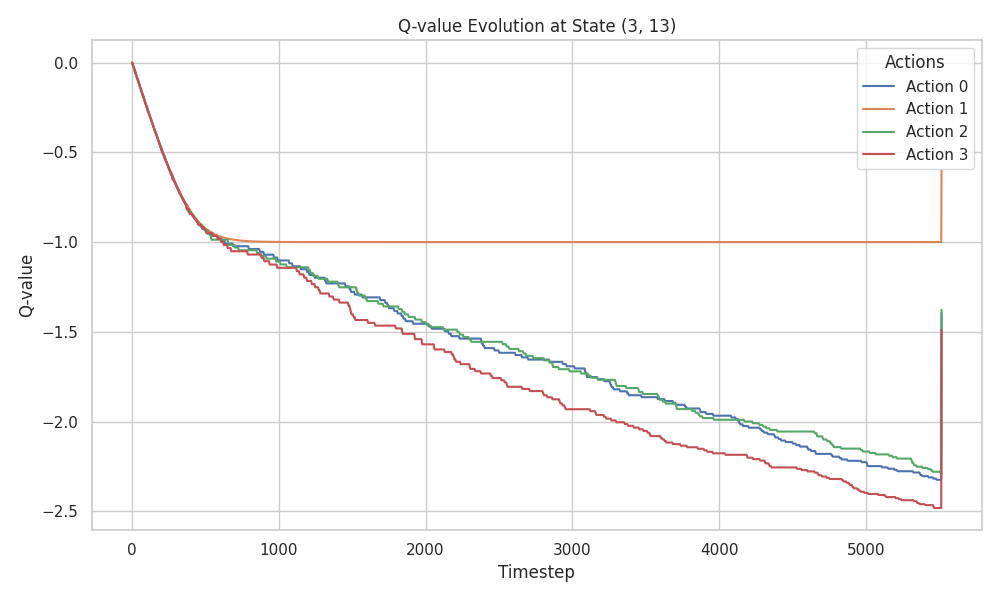 Q-value Evolution at State (3, 13)
Actions
Action 0
Action 1
Action 2
Action 3
Q-value
0.0
−0.5
−1.0
−1.5
−2.0
−2.5
0
1000
2000
3000
4000
5000
Timestep